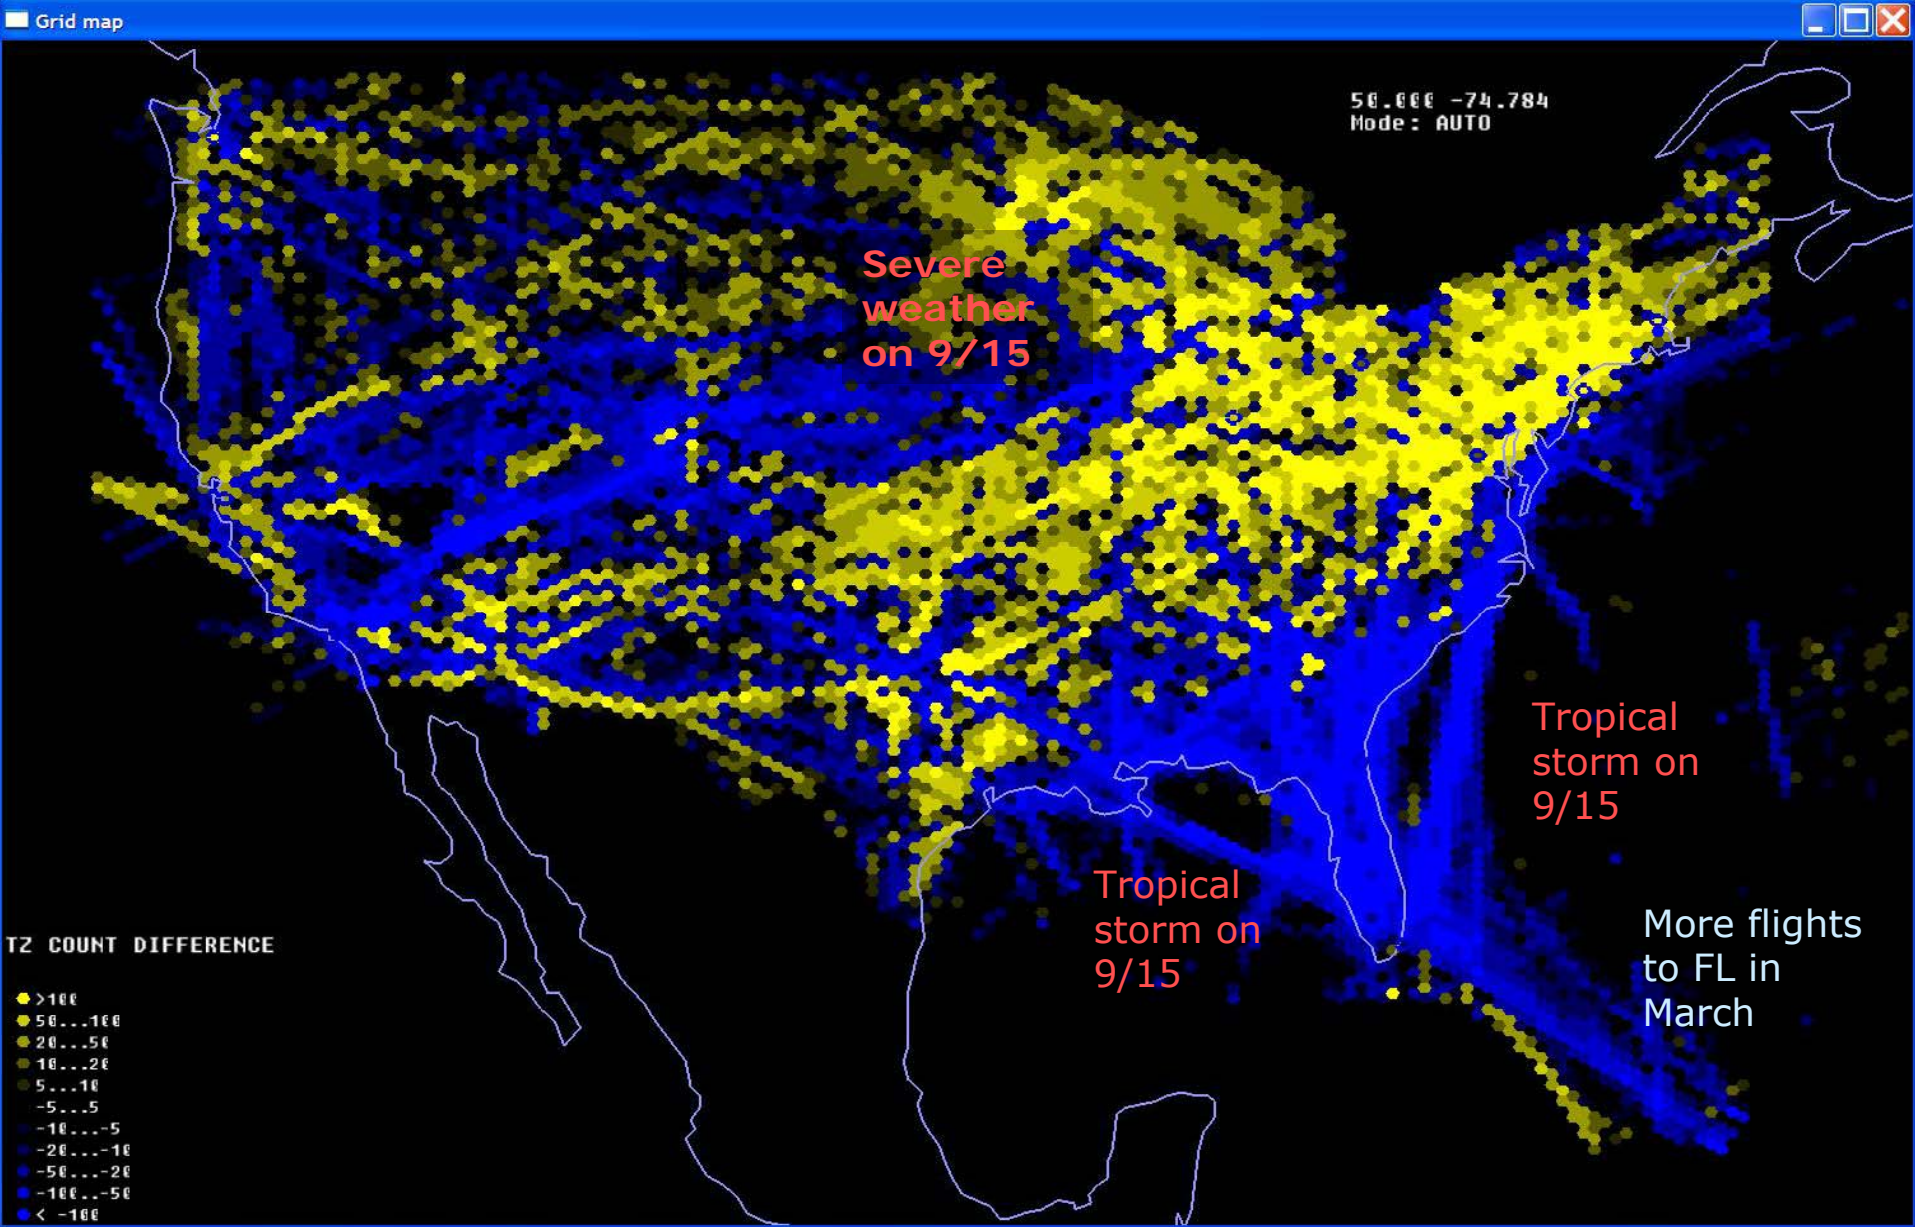 Grid map
50.000 -74.784
Mode: AUTO
Severe
weather
on 9/15
Tropical
storm on
9/15
Tropical
storm on
9/15
More flights
to FL in
March
TZ COUNT DIFFERENCE
>100
50...100
20...50
10...20
5...10
-5...5
-10...-5
-20...-10
-50...-20
-100..-50
< -100